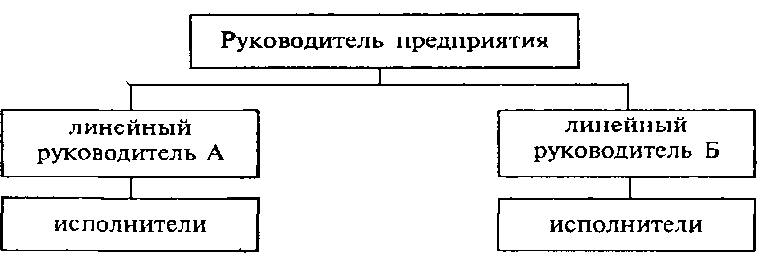 Руководитель предприятия
линейный
руководитель А
линейный
руководитель Б
исполнители
исполнители